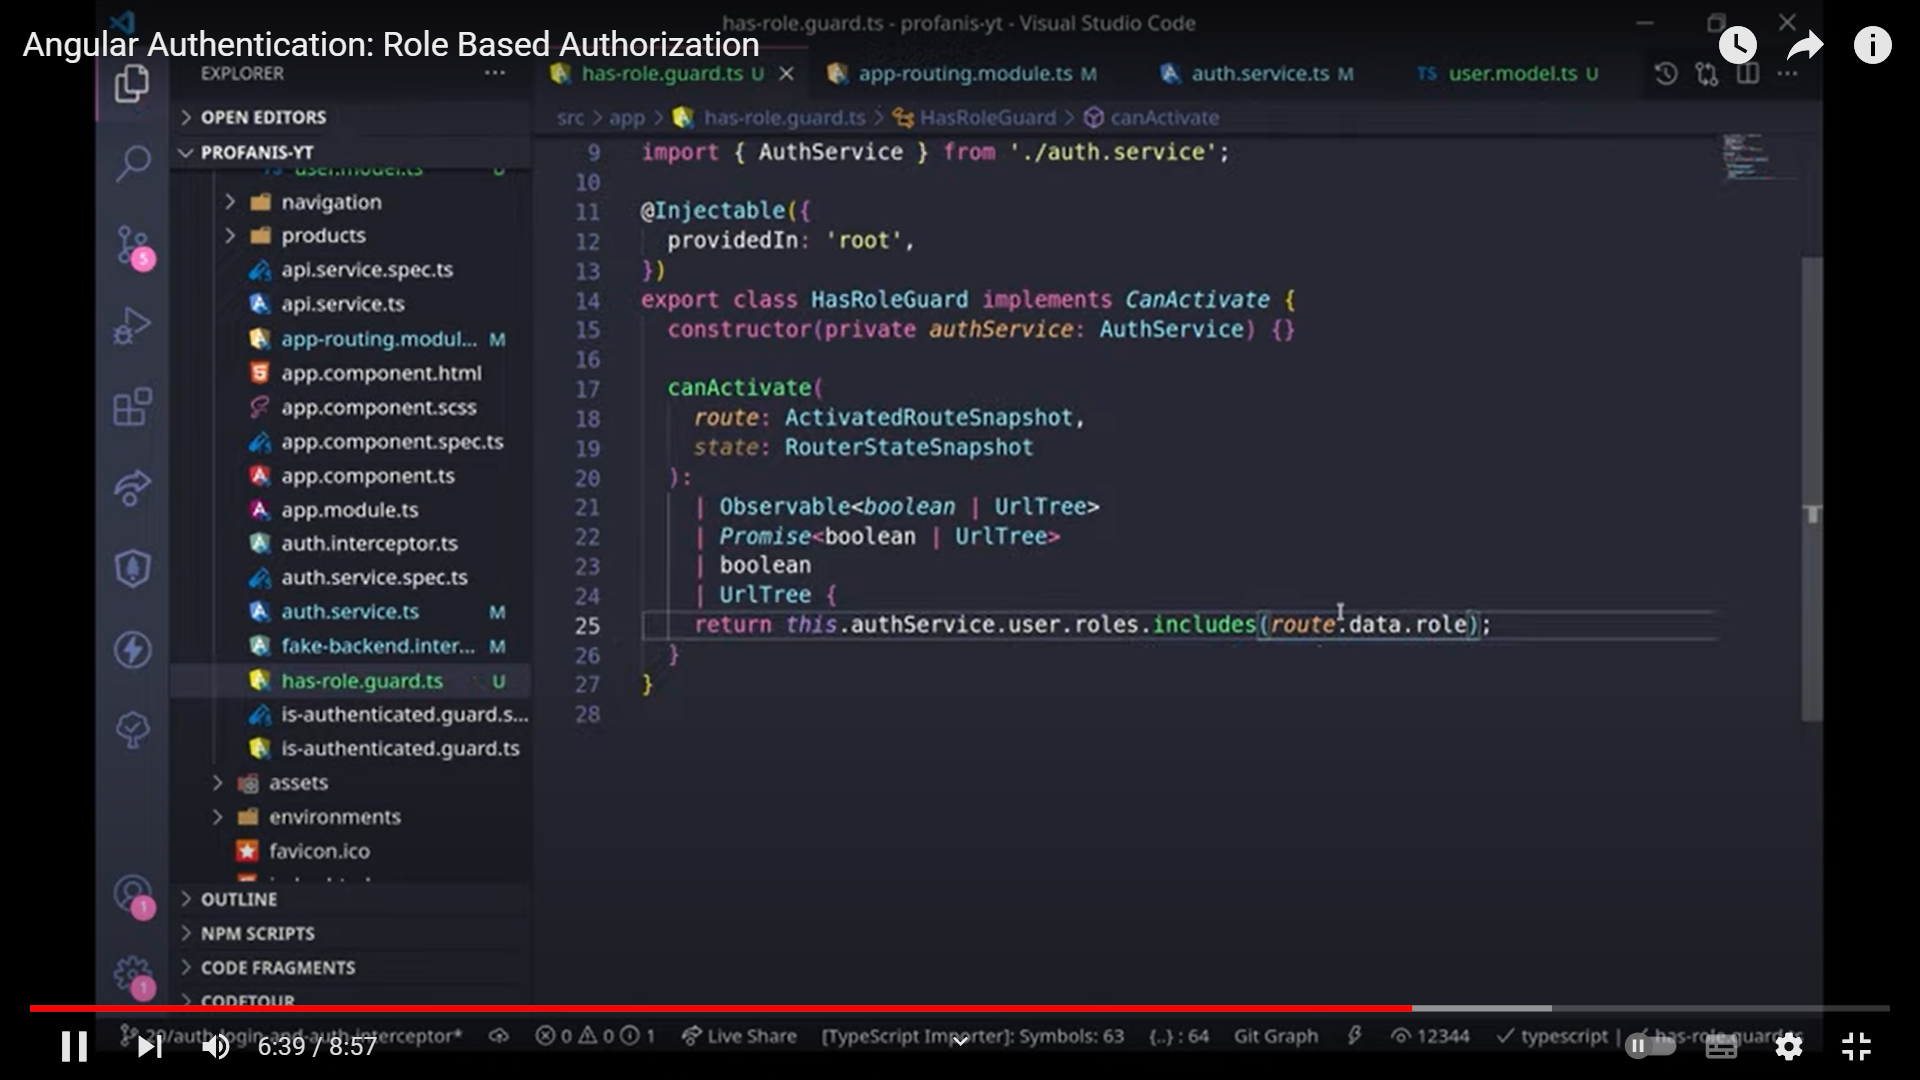 has-role.guard.ts - profanis-yt - Visual Studio Code
Angular Authentication: Role Based Authorization
EXPLORER
has-role.guard.ts U
app-routing.module.ts M
auth.service.ts M
TS user.model.ts U
OPEN EDITORS
src > app > has-role.guard.ts > HasRoleGuard > canActivate
PROFANIS-YT
TS user.model.ts U
navigation
products
api.service.spec.ts
api.service.ts
app-routing.modul... M
app.component.html
app.component.scss
app.component.spec.ts
app.component.ts
app.module.ts
auth.interceptor.ts
auth.service.spec.ts
auth.service.ts M
fake-backend.inter... M
has-role.guard.ts U
is-authenticated.guard.s...
is-authenticated.guard.ts
assets
environments
favicon.ico
OUTLINE
NPM SCRIPTS
CODE FRAGMENTS
CODETOUR
5
1
1
9 import { AuthService } from './auth.service';
10
11 @Injectable({
12 providedIn: 'root',
13 })
14 export class HasRoleGuard implements CanActivate {
15 constructor(private authService: AuthService) {}
16
17 canActivate(
18 route: ActivatedRouteSnapshot,
19 state: RouterStateSnapshot
20 ):
21 | Observable<boolean | UrlTree>
22 | Promise<boolean | UrlTree>
23 | boolean
24 | UrlTree {
25 return this.authService.user.roles.includes(route.data.role);
26 }
27 }
28
20/auth-login-and-auth-interceptor* 0 0 1 Live Share [TypeScript Importer]: Symbols: 63 {..} : 64 Git Graph 12344 typescript | has-role.guard.ts
6:39 / 8:57